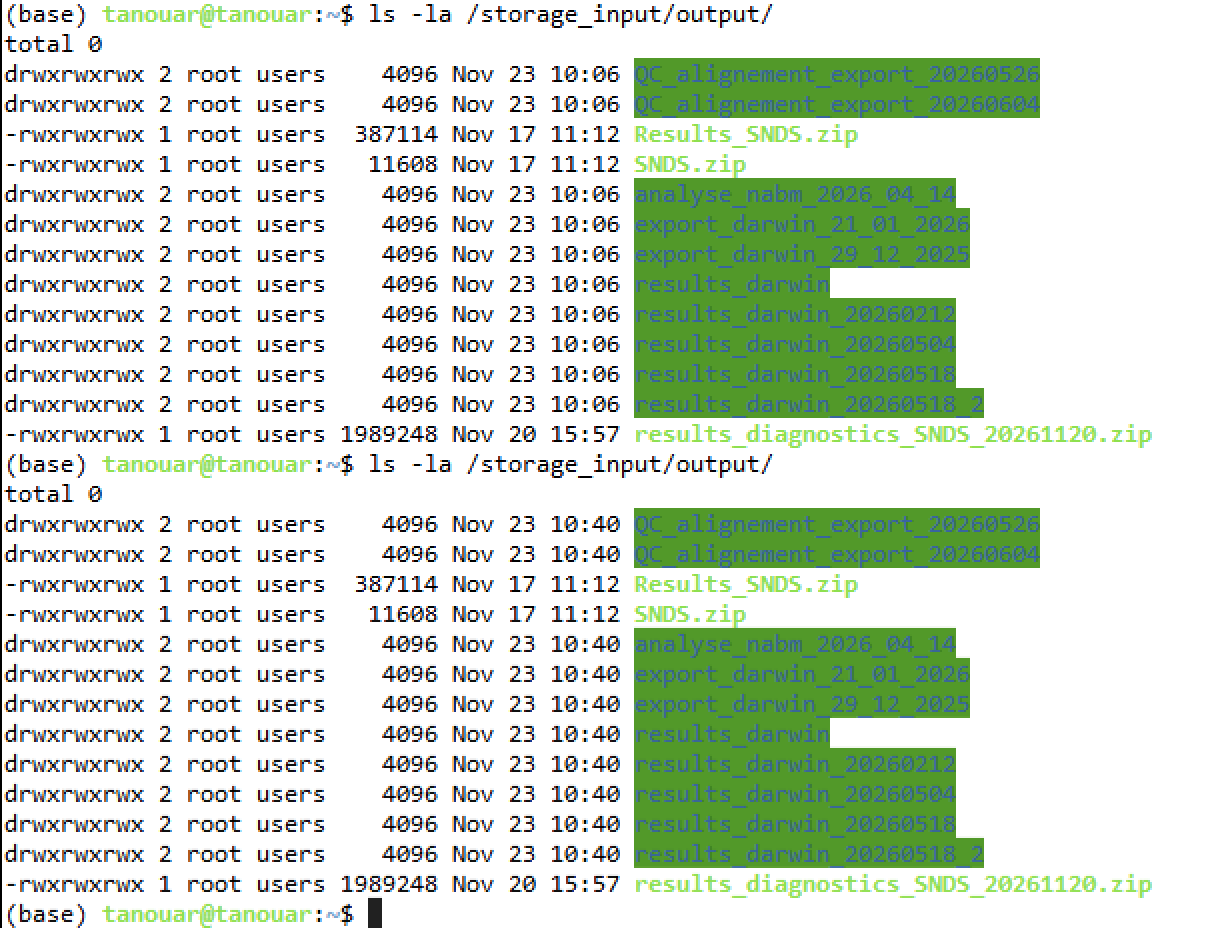 (base) tanouar@tanouar:~$ ls -la /storage_input/output/
total 0
drwxrwxrwx 2 root users    4096 Nov 23 10:06 QC_alignement_export_20260526
drwxrwxrwx 2 root users    4096 Nov 23 10:06 QC_alignement_export_20260604
-rwxrwxrwx 1 root users  387114 Nov 17 11:12 Results_SNDS.zip
-rwxrwxrwx 1 root users   11608 Nov 17 11:12 SNDS.zip
drwxrwxrwx 2 root users    4096 Nov 23 10:06 analyse_nabm_2026_04_14
drwxrwxrwx 2 root users    4096 Nov 23 10:06 export_darwin_21_01_2026
drwxrwxrwx 2 root users    4096 Nov 23 10:06 export_darwin_29_12_2025
drwxrwxrwx 2 root users    4096 Nov 23 10:06 results_darwin
drwxrwxrwx 2 root users    4096 Nov 23 10:06 results_darwin_20260212
drwxrwxrwx 2 root users    4096 Nov 23 10:06 results_darwin_20260504
drwxrwxrwx 2 root users    4096 Nov 23 10:06 results_darwin_20260518
drwxrwxrwx 2 root users    4096 Nov 23 10:06 results_darwin_20260518_2
-rwxrwxrwx 1 root users 1989248 Nov 20 15:57 results_diagnostics_SNDS_20261120.zip
(base) tanouar@tanouar:~$ ls -la /storage_input/output/
total 0
drwxrwxrwx 2 root users    4096 Nov 23 10:40 QC_alignement_export_20260526
drwxrwxrwx 2 root users    4096 Nov 23 10:40 QC_alignement_export_20260604
-rwxrwxrwx 1 root users  387114 Nov 17 11:12 Results_SNDS.zip
-rwxrwxrwx 1 root users   11608 Nov 17 11:12 SNDS.zip
drwxrwxrwx 2 root users    4096 Nov 23 10:40 analyse_nabm_2026_04_14
drwxrwxrwx 2 root users    4096 Nov 23 10:40 export_darwin_21_01_2026
drwxrwxrwx 2 root users    4096 Nov 23 10:40 export_darwin_29_12_2025
drwxrwxrwx 2 root users    4096 Nov 23 10:40 results_darwin
drwxrwxrwx 2 root users    4096 Nov 23 10:40 results_darwin_20260212
drwxrwxrwx 2 root users    4096 Nov 23 10:40 results_darwin_20260504
drwxrwxrwx 2 root users    4096 Nov 23 10:40 results_darwin_20260518
drwxrwxrwx 2 root users    4096 Nov 23 10:40 results_darwin_20260518_2
-rwxrwxrwx 1 root users 1989248 Nov 20 15:57 results_diagnostics_SNDS_20261120.zip
(base) tanouar@tanouar:~$